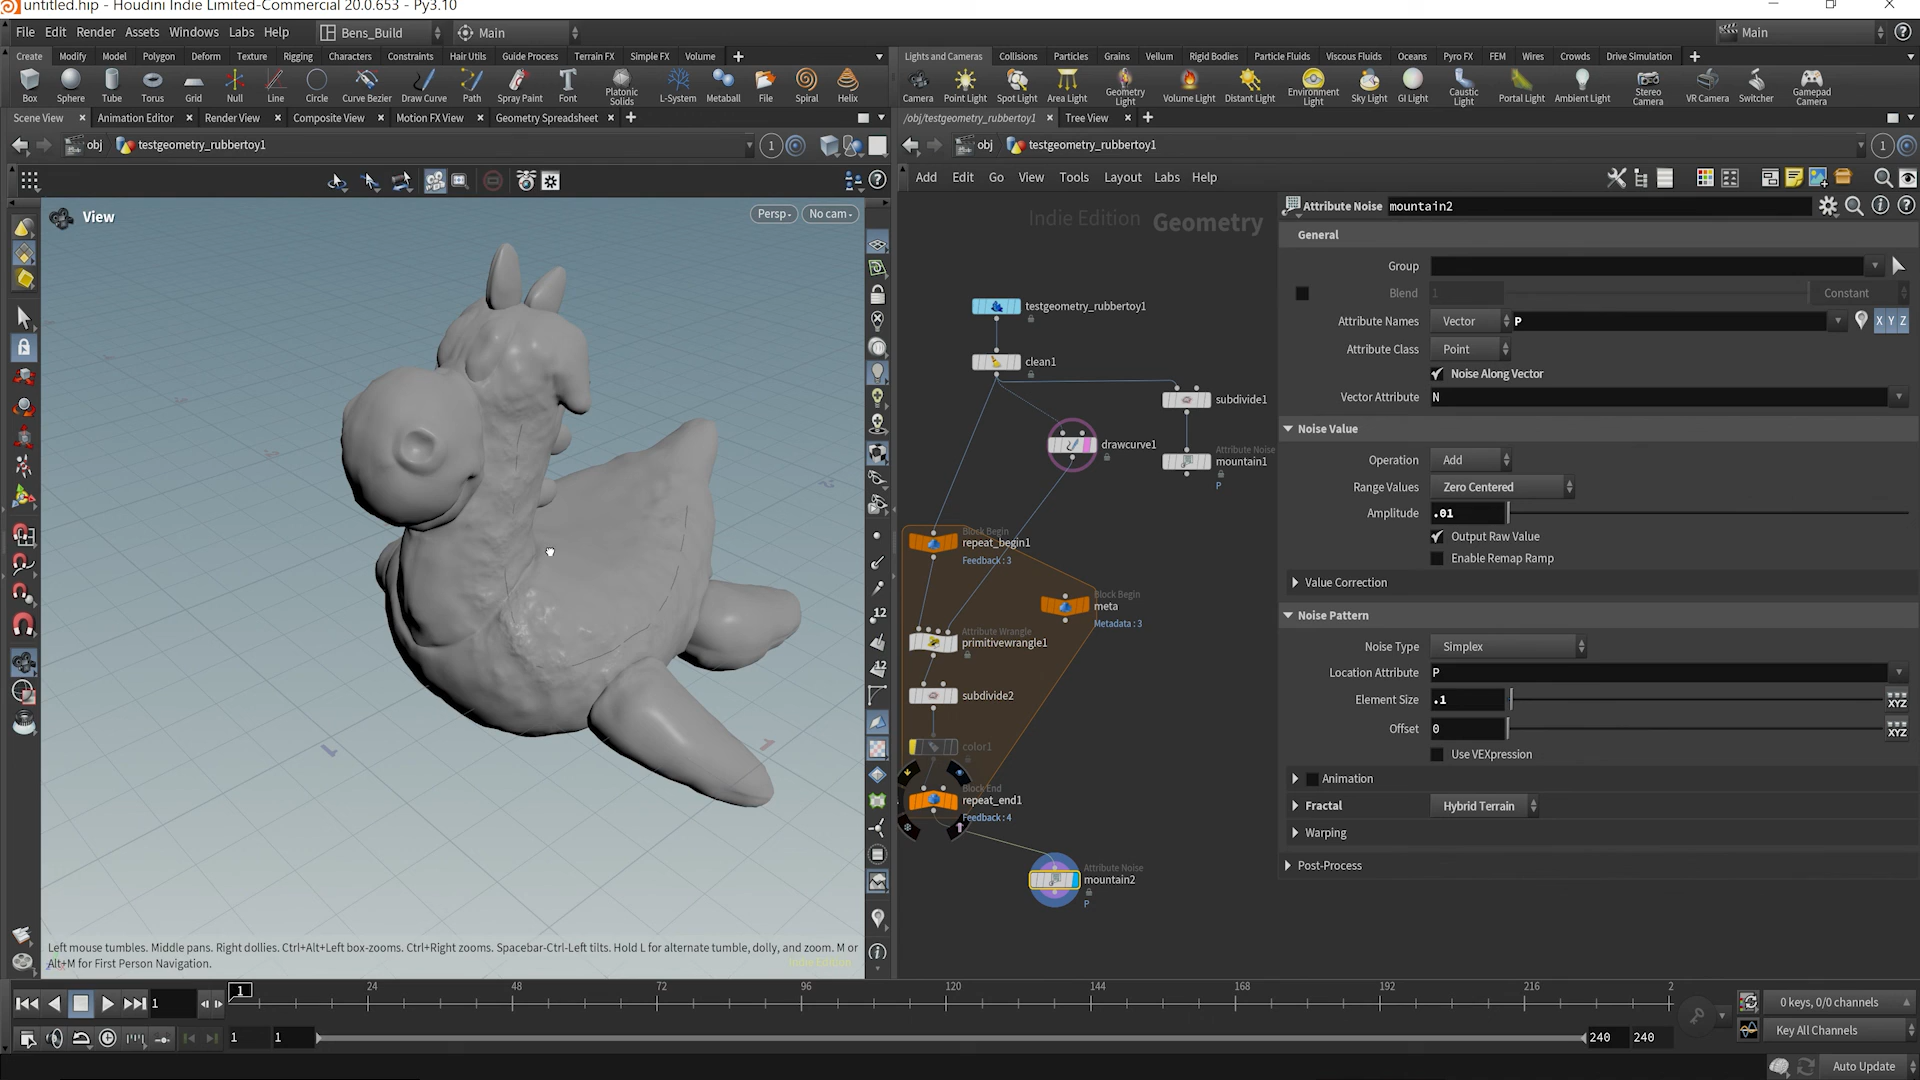 untitled.hip - Houdini Indie Limited-Commercial 20.0.653 - Py3.10
File Edit Render Assets Windows Labs Help Bens_Build Main Main
Create Modify Model Polygon Deform Texture Rigging Characters Constraints Hair Utils Guide Process Terrain FX Simple FX Volume
Lights and Cameras Collisions Particles Grains Vellum Rigid Bodies Particle Fluids Viscous Fluids Oceans Pyro FX FEM Wires Crowds Drive Simulation
Box Sphere Tube Torus Grid Null Line Circle Curve Bezier Draw Curve Path Spray Paint Font Platonic Solids L-System Metaball File Spiral Helix
Camera Point Light Spot Light Area Light Geometry Light Volume Light Distant Light Environment Light Sky Light GI Light Caustic Light Portal Light Ambient Light Stereo Camera VR Camera Switcher Gamepad Camera
Scene View Animation Editor Render View Composite View Motion FX View Geometry Spreadsheet
/obj/testgeometry_rubbertoy1 Tree View
obj testgeometry_rubbertoy1 1
obj testgeometry_rubbertoy1 1
Add Edit Go View Tools Layout Labs Help
View
Persp No cam
Indie Edition Geometry
testgeometry_rubbertoy1
clean1
subdivide1
drawcurve1
Attribute Noise
mountain1
P
Block Begin
repeat_begin1
Feedback : 3
Block Begin
meta
Metadata : 3
Attribute Wrangle
primitivewrangle1
subdivide2
color1
Block End
repeat_end1
Feedback : 4
Attribute Noise
mountain2
P
Attribute Noise mountain2
General
Group
Blend 1 Constant
Attribute Names Vector P X Y Z
Attribute Class Point
Noise Along Vector
Vector Attribute N
Noise Value
Operation Add
Range Values Zero Centered
Amplitude .01
Output Raw Value
Enable Remap Ramp
Value Correction
Noise Pattern
Noise Type Simplex
Location Attribute P
Element Size .1 XYZ
Offset 0 XYZ
Use VEXpression
Animation
Fractal Hybrid Terrain
Warping
Post-Process
12
12
1
1
Left mouse tumbles. Middle pans. Right dollies. Ctrl+Alt+Left box-zooms. Ctrl+Right zooms. Spacebar-Ctrl-Left tilts. Hold L for alternate tumble, dolly, and zoom. M or
Alt+M for First Person Navigation.
Indie Edition
1 1 24 48 72 96 120 144 168 192 216 2
0 keys, 0/0 channels
1 1 240 240
Key All Channels
Auto Update